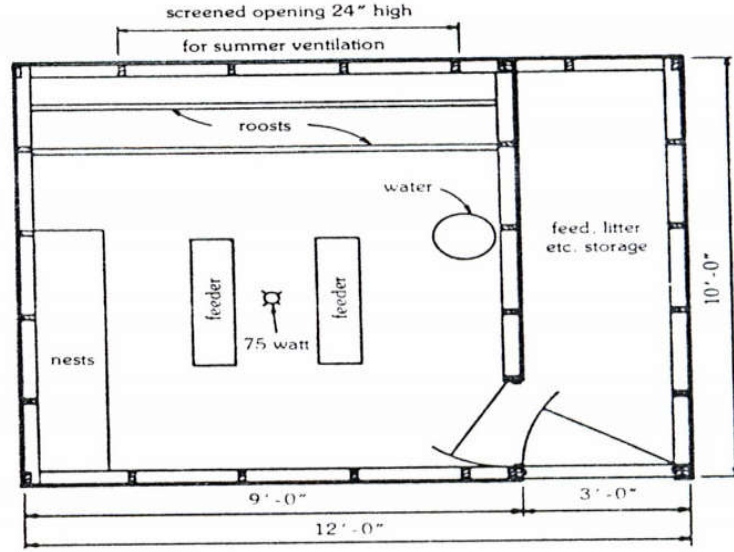 screened opening 24" high
for summer ventilation
roosts
water
feed, litter
etc. storage
feeder
feeder
75 watt
nests
10'-0"
9'-0"
3'-0"
12'-0"